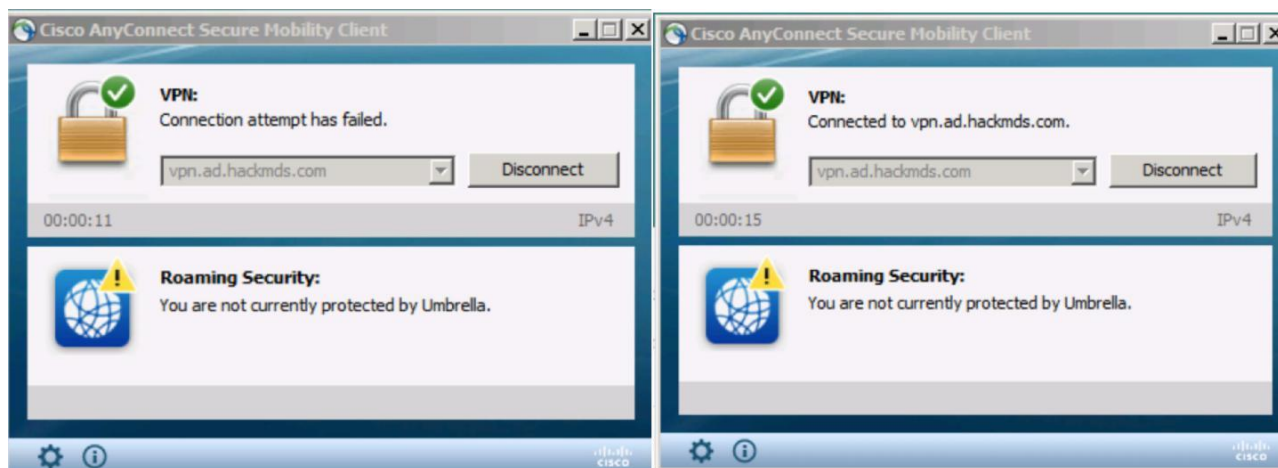 Cisco AnyConnect Secure Mobility Client
VPN:
Connection attempt has failed.
vpn.ad.hackmds.com
Disconnect
00:00:11
IPv4
Roaming Security:
You are not currently protected by Umbrella.
CISCO
Cisco AnyConnect Secure Mobility Client
VPN:
Connected to vpn.ad.hackmds.com.
vpn.ad.hackmds.com
Disconnect
00:00:15
IPv4
Roaming Security:
You are not currently protected by Umbrella.
CISCO